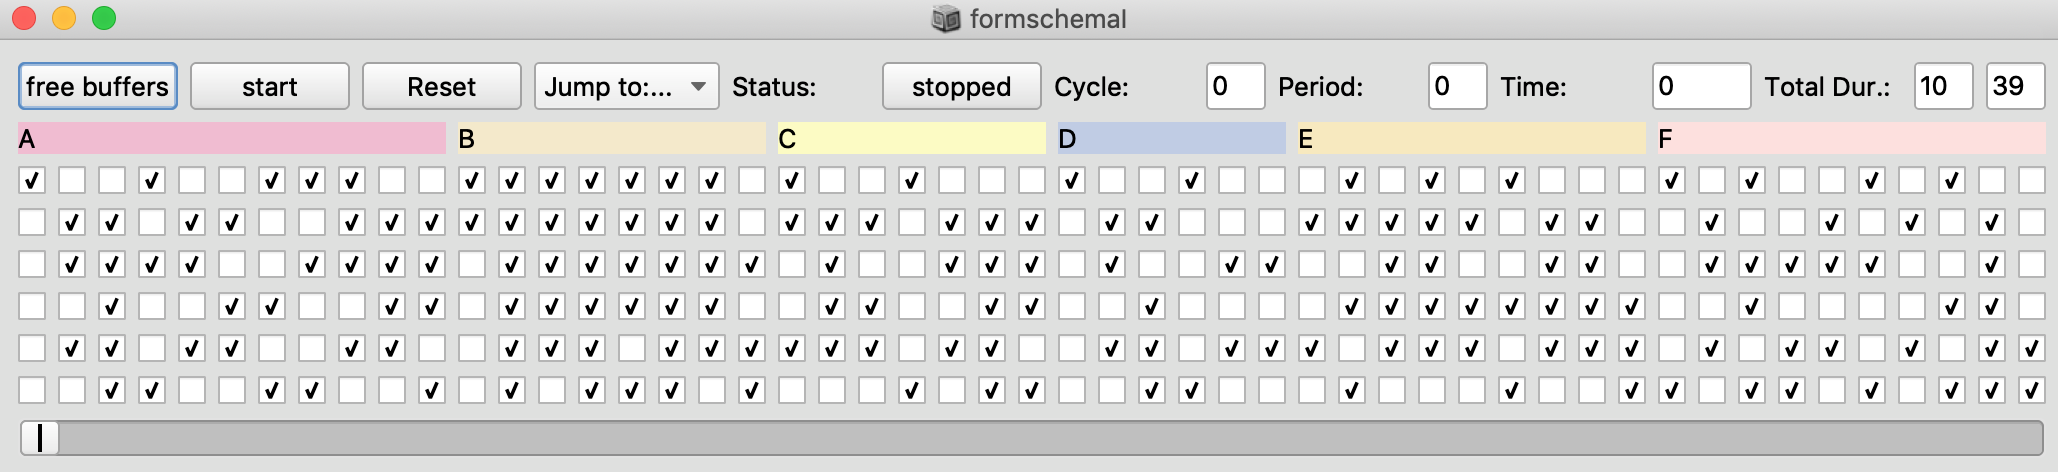 formschemal
free buffers start Reset Jump to:... Status: stopped Cycle: 0 Period: 0 Time: 0 Total Dur.: 10 39
A B C D E F